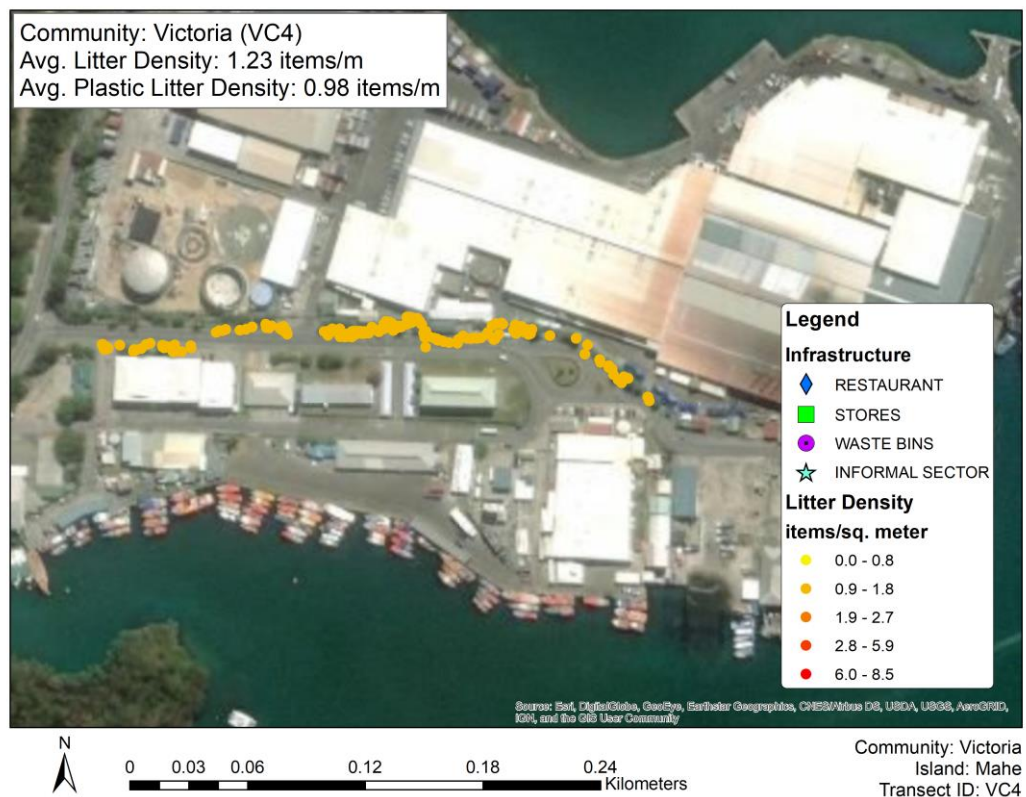 Community: Victoria (VC4)
Avg. Litter Density: 1.23 items/m
Avg. Plastic Litter Density: 0.98 items/m
Legend
Infrastructure
RESTAURANT
STORES
WASTE BINS
INFORMAL SECTOR
Litter Density
items/sq. meter
0.0 - 0.8
0.9 - 1.8
1.9 - 2.7
2.8 - 5.9
6.0 - 8.5
Source: Esri, DigitalGlobe, GeoEye, Earthstar Geographics, CNES/Airbus DS, USDA, USGS, AeroGRID,
IGN, and the GIS User Community
N
0 0.03 0.06 0.12 0.18 0.24
Kilometers
Community: Victoria
Island: Mahe
Transect ID: VC4